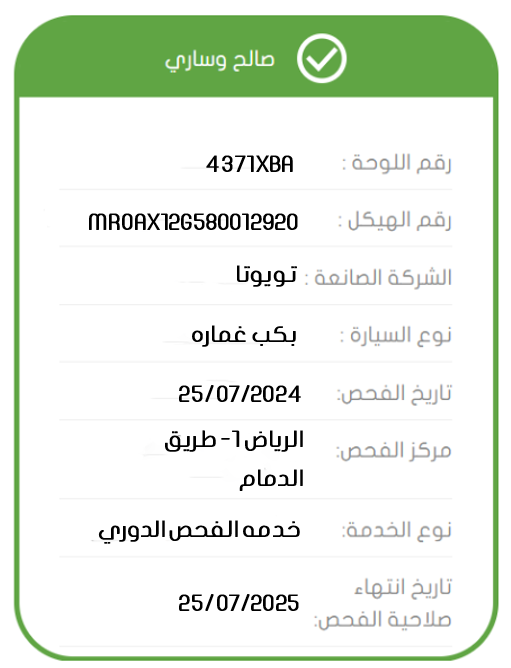 صالح وساري
رقم اللوحة : 4371XBA
رقم الهيكل : MR0AX12G580012920
الشركة الصانعة : تويوتا
نوع السيارة : بكب غماره
تاريخ الفحص: 25/07/2024
مركز الفحص: الرياض 1- طريق
الدمام
نوع الخدمة: خدمه الفحص الدوري
تاريخ انتهاء
صلاحية الفحص: 25/07/2025